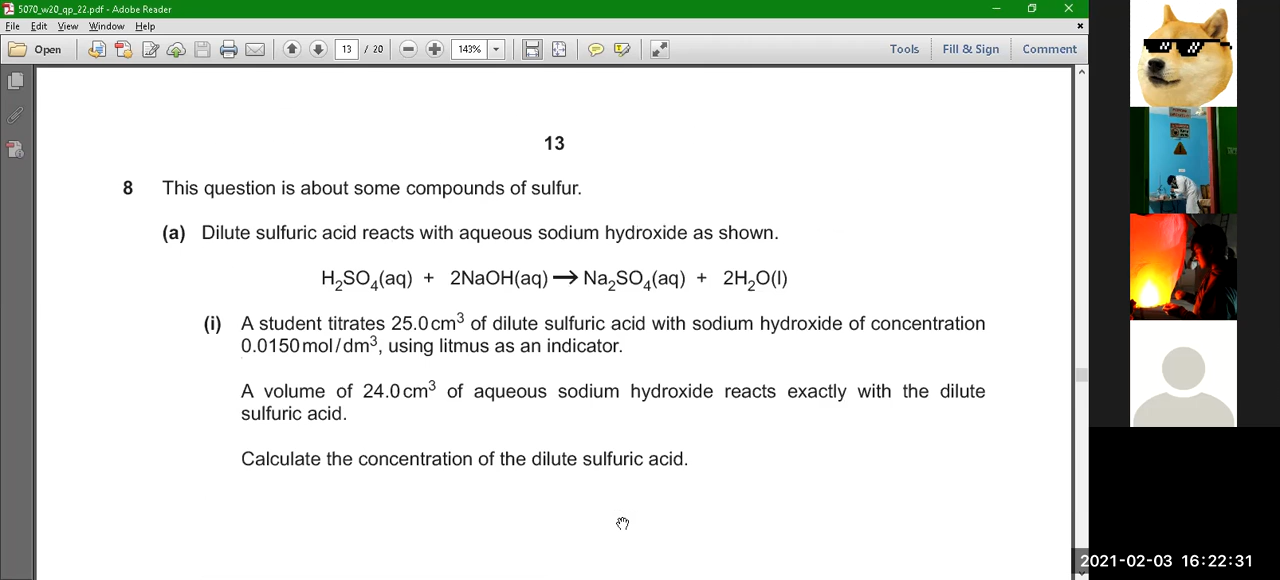 5070_w20_qp_22.pdf - Adobe Reader
File Edit View Window Help
Open 13 / 20 143% Tools Fill & Sign Comment
13
8 This question is about some compounds of sulfur.
(a) Dilute sulfuric acid reacts with aqueous sodium hydroxide as shown.
H₂SO₄(aq) + 2NaOH(aq) → Na₂SO₄(aq) + 2H₂O(l)
(i) A student titrates 25.0 cm³ of dilute sulfuric acid with sodium hydroxide of concentration
0.0150 mol/dm³, using litmus as an indicator.
A volume of 24.0 cm³ of aqueous sodium hydroxide reacts exactly with the dilute
sulfuric acid.
Calculate the concentration of the dilute sulfuric acid.
2021-02-03 16:22:31